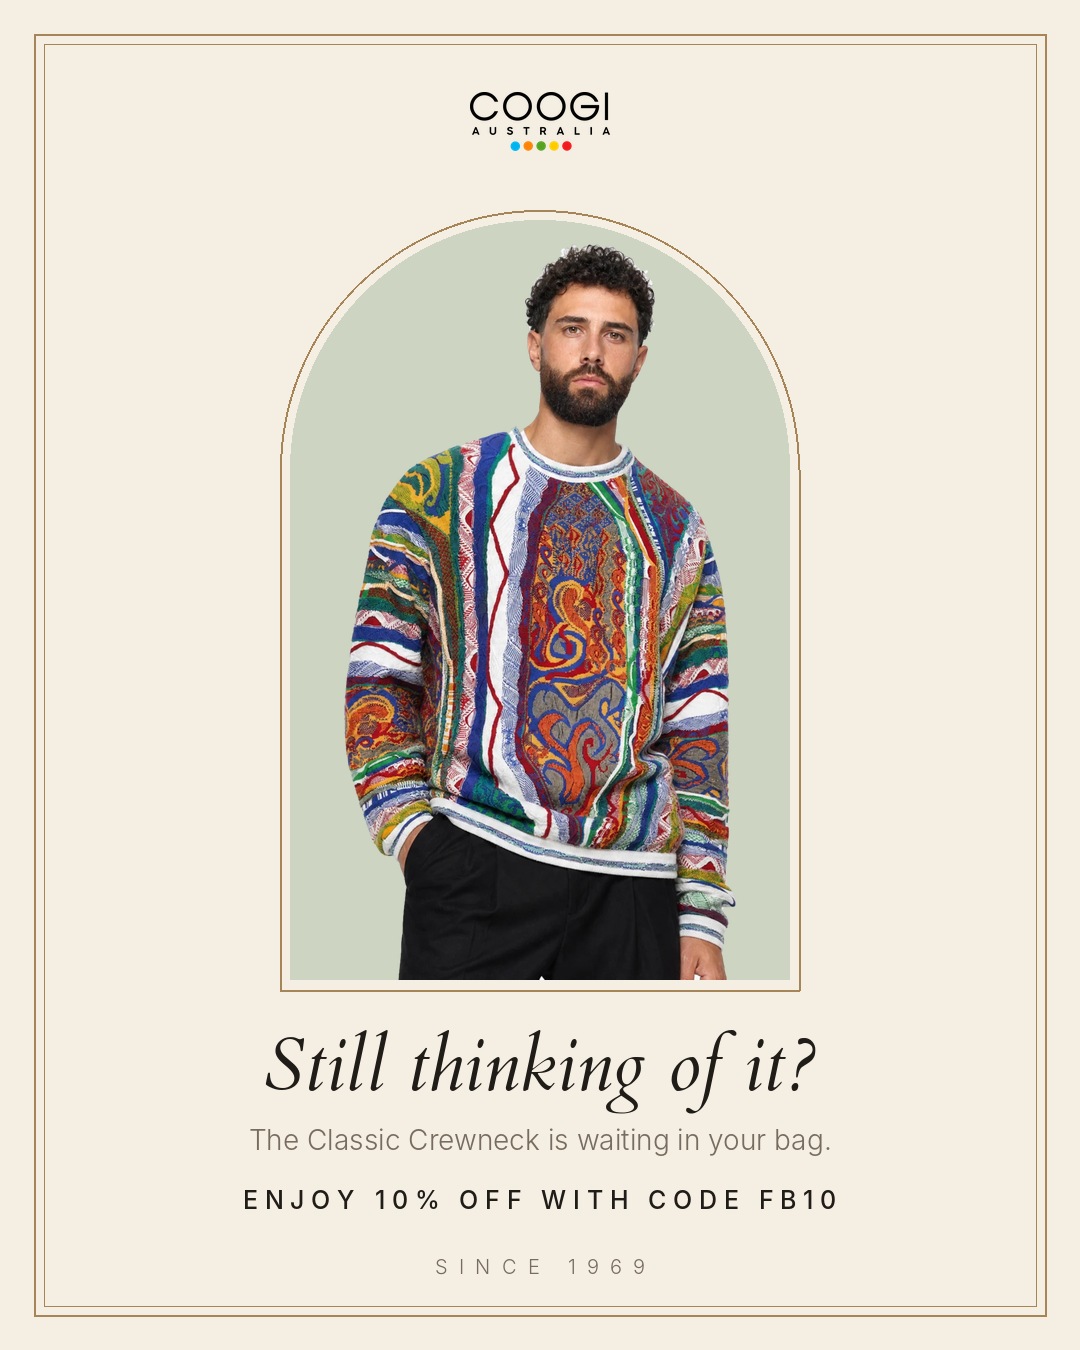 COOGI
AUSTRALIA
Still thinking of it?
The Classic Crewneck is waiting in your bag.
ENJOY 10% OFF WITH CODE FB10
SINCE 1969